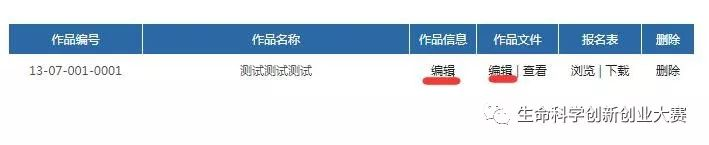 作品编号 作品名称 作品信息 作品文件 报名表 删除
13-07-001-0001 测试测试测试 编辑 编辑 | 查看 浏览 | 下载 删除
生命科学创新创业大赛